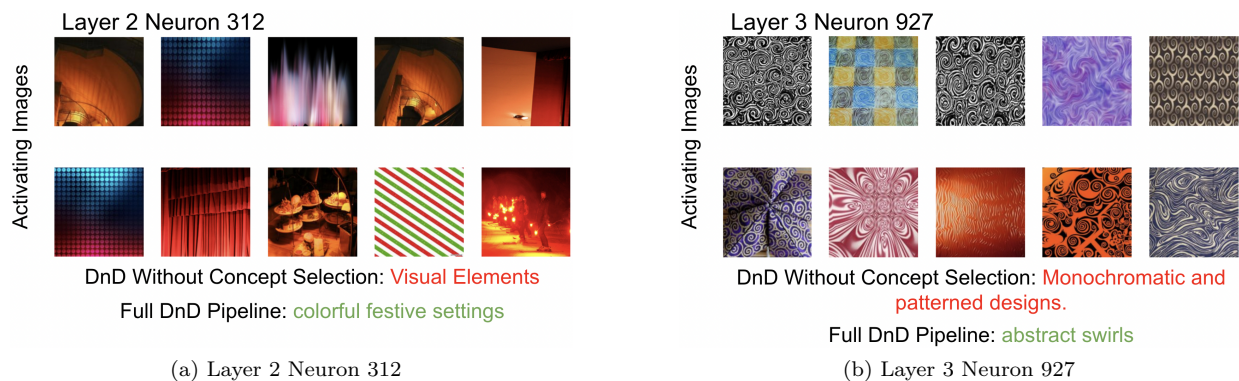 Layer 2 Neuron 312
Activating Images
DnD Without Concept Selection: Visual Elements
Full DnD Pipeline: colorful festive settings
(a) Layer 2 Neuron 312
Layer 3 Neuron 927
Activating Images
DnD Without Concept Selection: Monochromatic and
patterned designs.
Full DnD Pipeline: abstract swirls
(b) Layer 3 Neuron 927